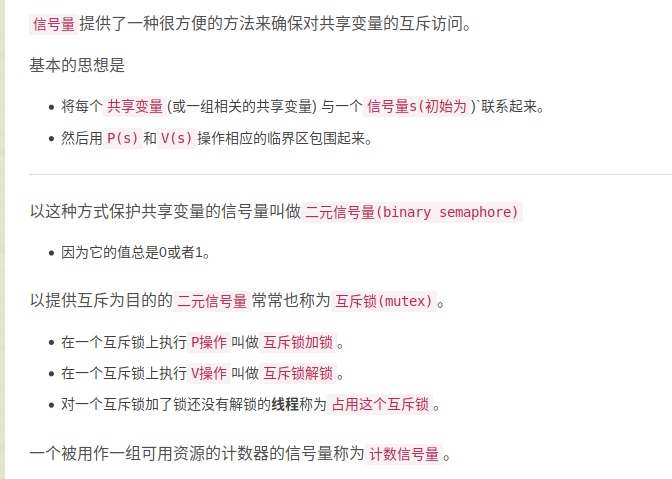 信号量提供了一种很方便的方法来确保对共享变量的互斥访问。
基本的思想是
将每个共享变量(或一组相关的共享变量) 与一个信号量s(初始为 )`联系起来。
然后用P(s)和V(s)操作相应的临界区包围起来。
以这种方式保护共享变量的信号量叫做二元信号量(binary semaphore)
因为它的值总是0或者1。
以提供互斥为目的的二元信号量常常也称为互斥锁(mutex)。
在一个互斥锁上执行P操作叫做互斥锁加锁。
在一个互斥锁上执行V操作叫做互斥锁解锁。
对一个互斥锁加了锁还没有解锁的线程称为占用这个互斥锁。
一个被用作一组可用资源的计数器的信号量称为计数信号量。